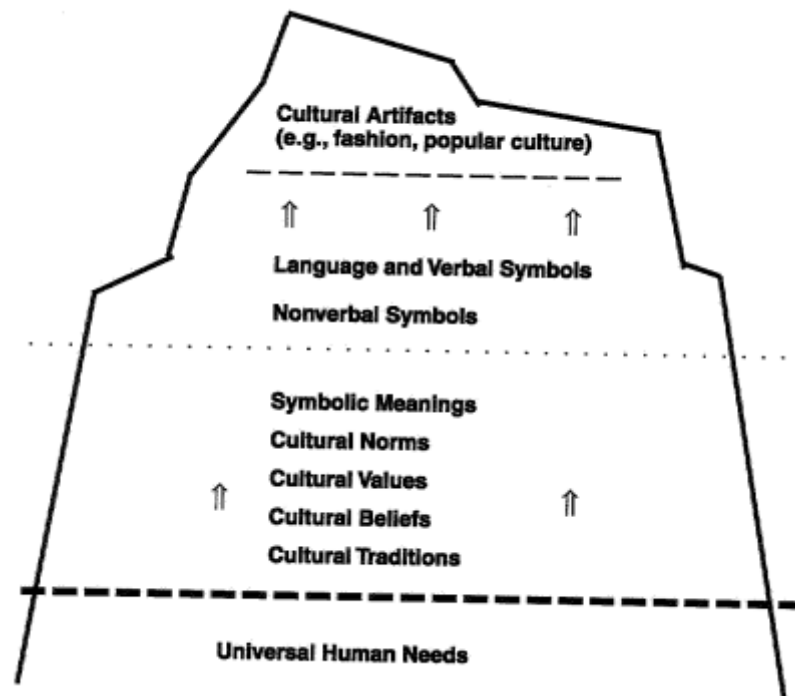 Cultural Artifacts
(e.g., fashion, popular culture)
Language and Verbal Symbols
Nonverbal Symbols
Symbolic Meanings
Cultural Norms
Cultural Values
Cultural Beliefs
Cultural Traditions
Universal Human Needs